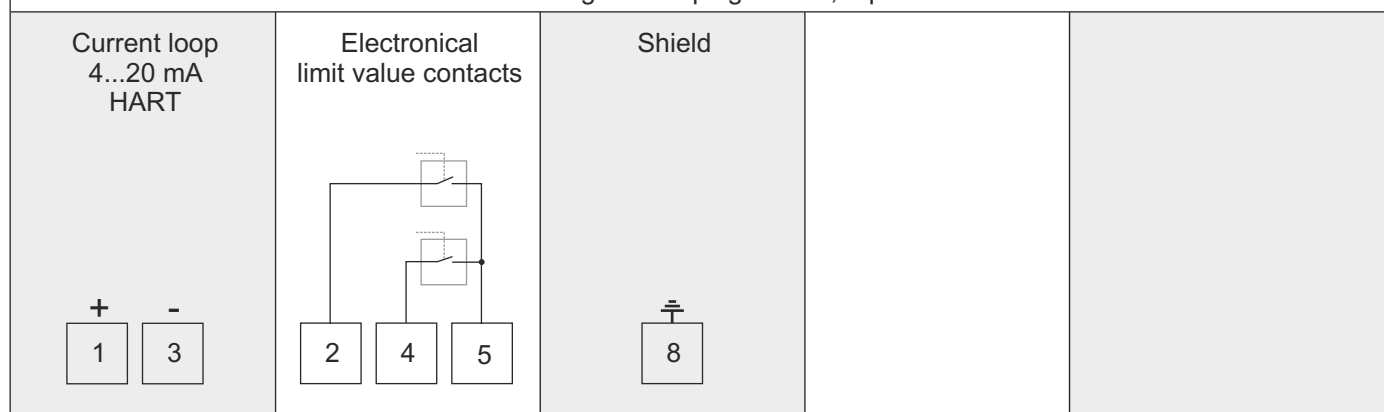 Current loop
4...20 mA
HART
Electronical
limit value contacts
Shield
+ -
1 3
2 4 5
8